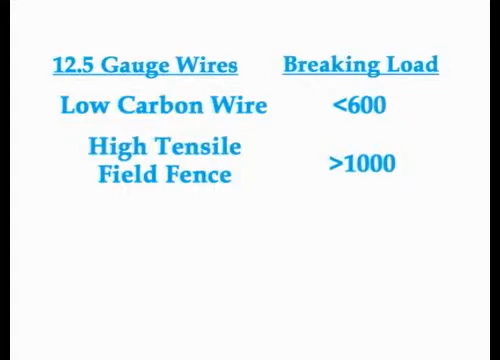 12.5 Gauge Wires Breaking Load
Low Carbon Wire <600
High Tensile
Field Fence >1000